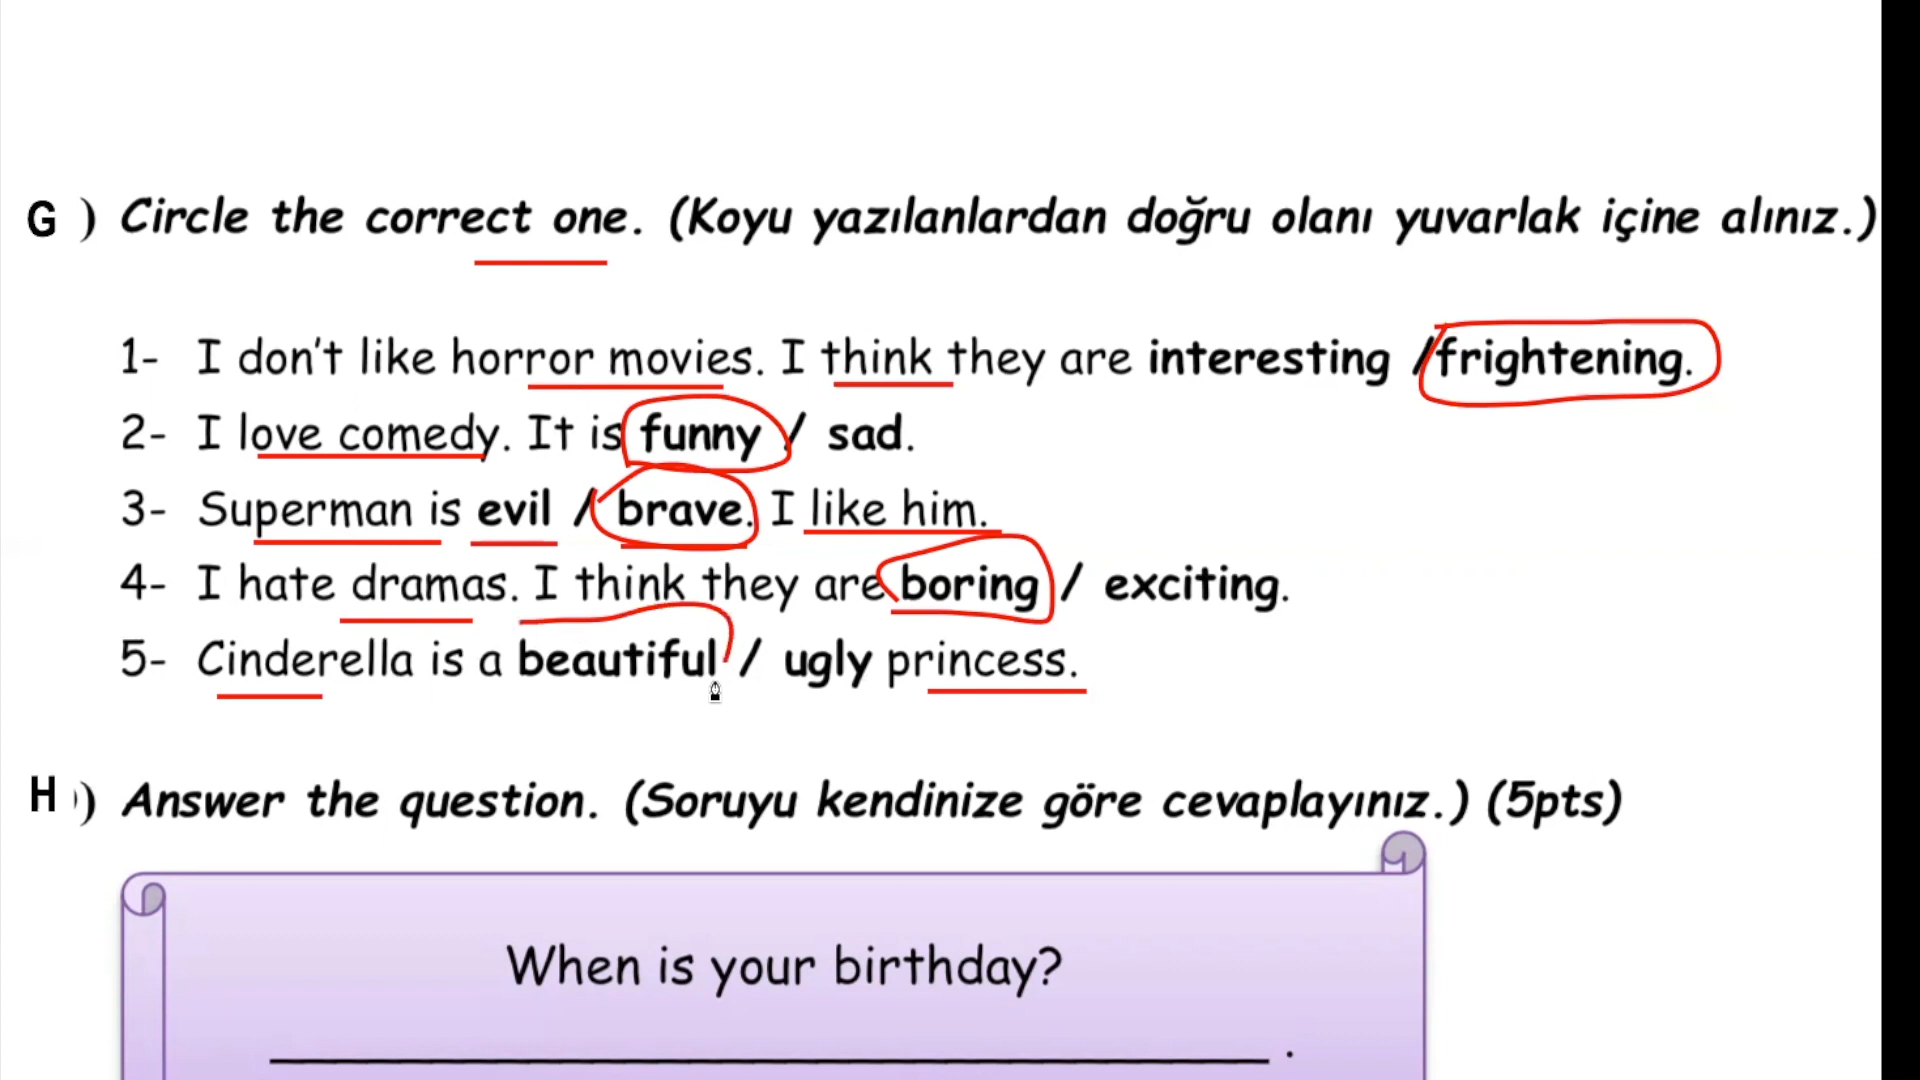 G ) Circle the correct one. (Koyu yazılanlardan doğru olanı yuvarlak içine alınız.)
1- I don't like horror movies. I think they are interesting /frightening.
2- I love comedy. It is funny / sad.
3- Superman is evil / brave. I like him.
4- I hate dramas. I think they are boring / exciting.
5- Cinderella is a beautiful / ugly princess.
H ) Answer the question. (Soruyu kendinize göre cevaplayınız.) (5pts)
When is your birthday?
______________________________ .